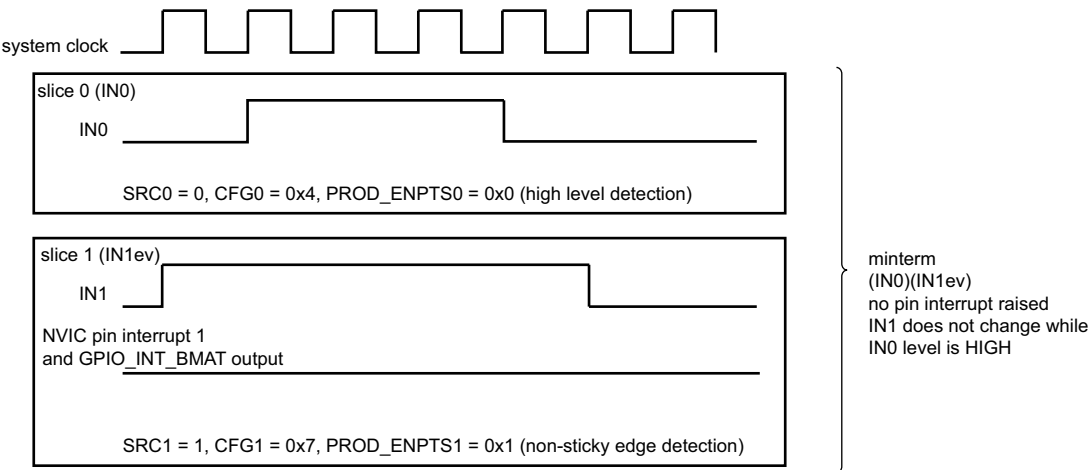 system clock
slice 0 (IN0)
IN0
SRC0 = 0, CFG0 = 0x4, PROD_ENPTS0 = 0x0 (high level detection)
slice 1 (IN1ev)
IN1
NVIC pin interrupt 1
and GPIO_INT_BMAT output
SRC1 = 1, CFG1 = 0x7, PROD_ENPTS1 = 0x1 (non-sticky edge detection)
minterm
(IN0)(IN1ev)
no pin interrupt raised
IN1 does not change while
IN0 level is HIGH